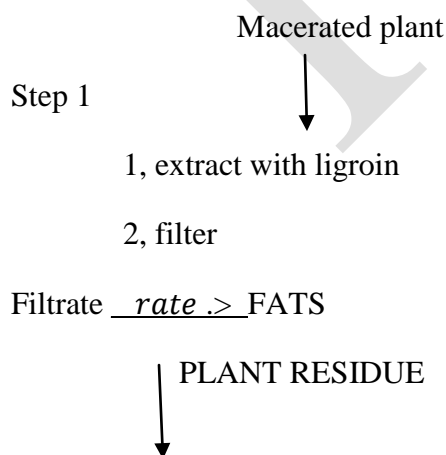 Macerated plant
Step 1
1, extract with ligroin
2, filter
Filtrate rate .> FATS
PLANT RESIDUE